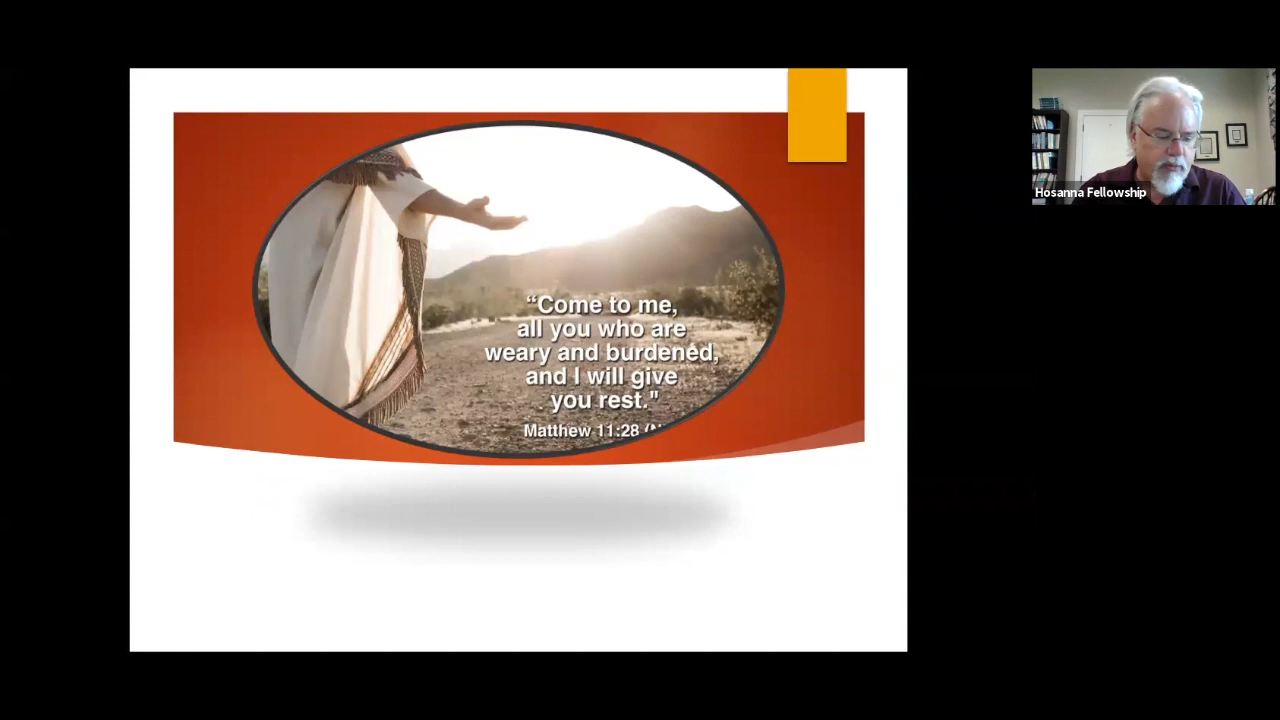 “Come to me,
all you who are
weary and burdened,
and I will give
you rest."
Matthew 11:28
Hosanna Fellowship